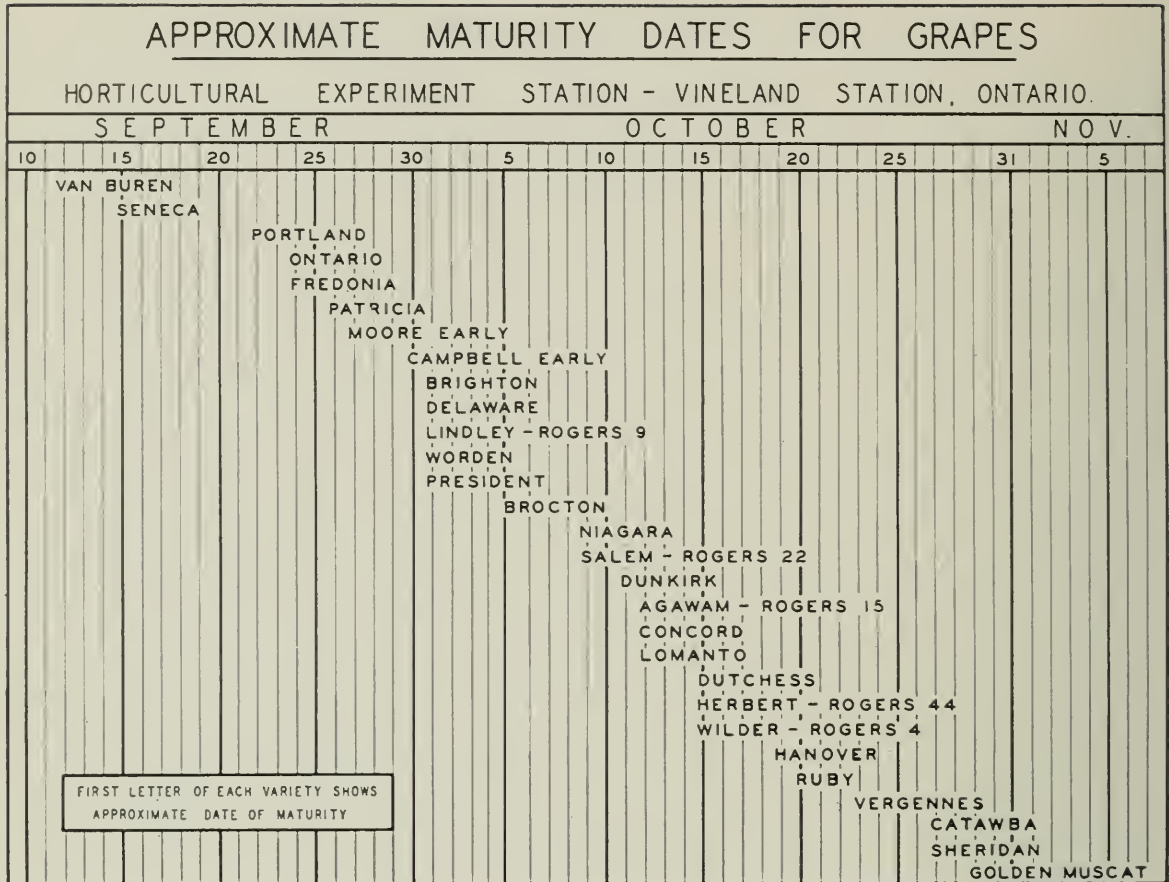 APPROXIMATE MATURITY DATES FOR GRAPES
HORTICULTURAL EXPERIMENT STATION - VINELAND STATION, ONTARIO.
SEPTEMBER OCTOBER NOV.
10 15 20 25 30 5 10 15 20 25 31 5
VAN BUREN
SENECA
PORTLAND
ONTARIO
FREDONIA
PATRICIA
MOORE EARLY
CAMPBELL EARLY
BRIGHTON
DELAWARE
LINDLEY - ROGERS 9
WORDEN
PRESIDENT
BROCTON
NIAGARA
SALEM - ROGERS 22
DUNKIRK
AGAWAM - ROGERS 15
CONCORD
LOMANTO
DUTCHESS
HERBERT - ROGERS 44
WILDER - ROGERS 4
HANOVER
RUBY
VERGENNES
CATAWBA
SHERIDAN
GOLDEN MUSCAT
FIRST LETTER OF EACH VARIETY SHOWS
APPROXIMATE DATE OF MATURITY